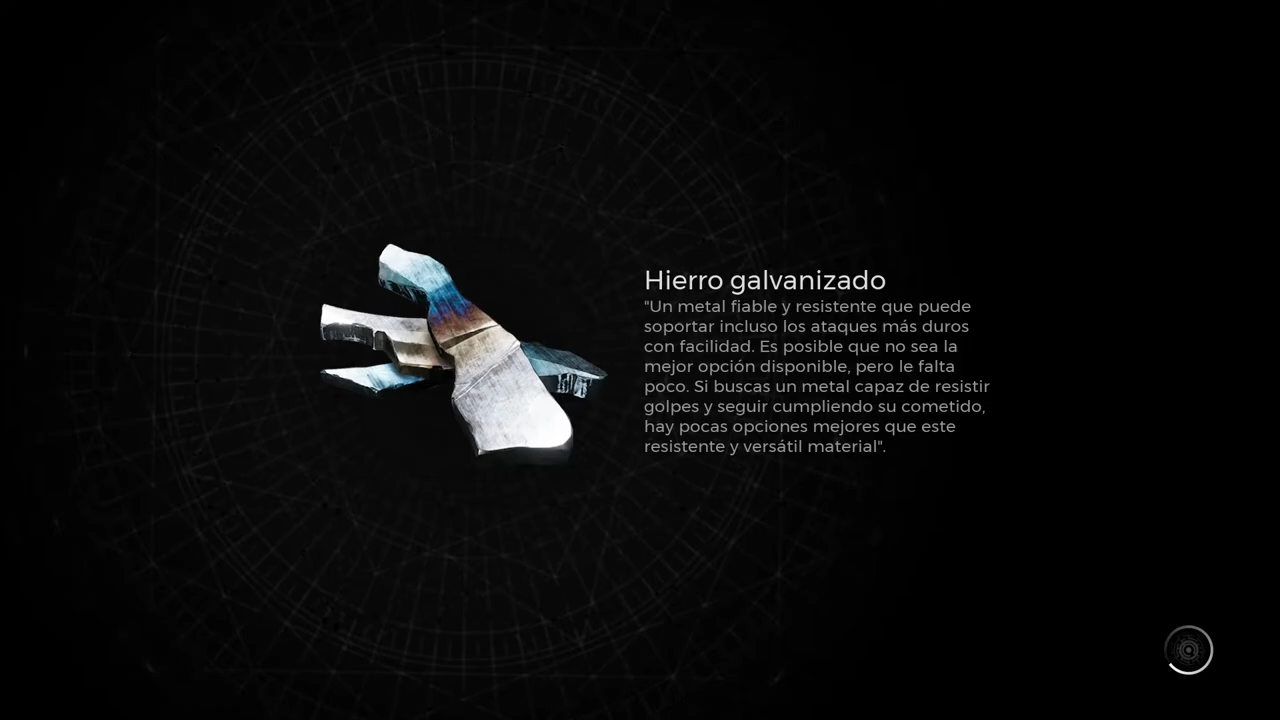 Hierro galvanizado
"Un metal fiable y resistente que puede
soportar incluso los ataques más duros
con facilidad. Es posible que no sea la
mejor opción disponible, pero le falta
poco. Si buscas un metal capaz de resistir
golpes y seguir cumpliendo su cometido,
hay pocas opciones mejores que este
resistente y versátil material".